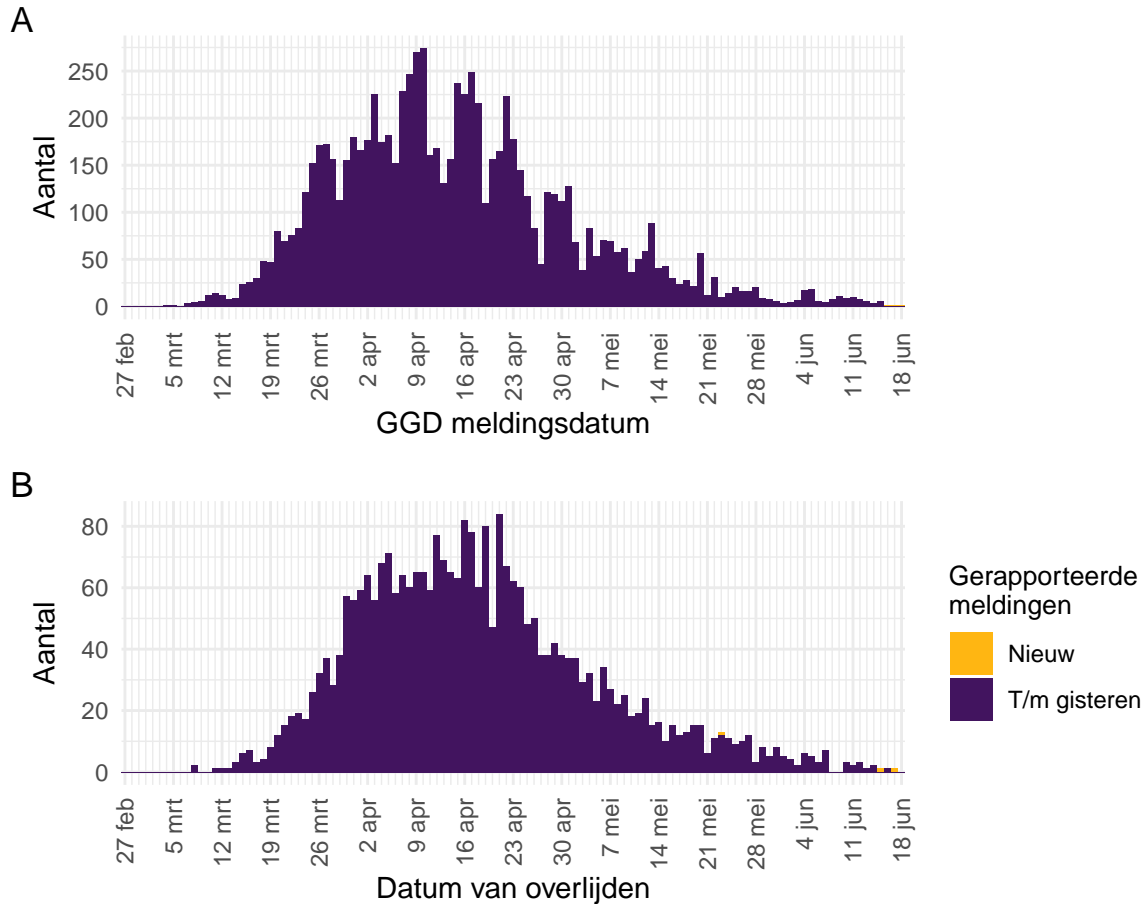 A
Aantal
250
200
150
100
50
0
27 feb
5 mrt
12 mrt
19 mrt
26 mrt
2 apr
9 apr
16 apr
23 apr
30 apr
7 mei
14 mei
21 mei
28 mei
4 jun
11 jun
18 jun
GGD meldingsdatum
B
Aantal
80
60
40
20
0
27 feb
5 mrt
12 mrt
19 mrt
26 mrt
2 apr
9 apr
16 apr
23 apr
30 apr
7 mei
14 mei
21 mei
28 mei
4 jun
11 jun
18 jun
Datum van overlijden
Gerapporteerde
meldingen
Nieuw
T/m gisteren